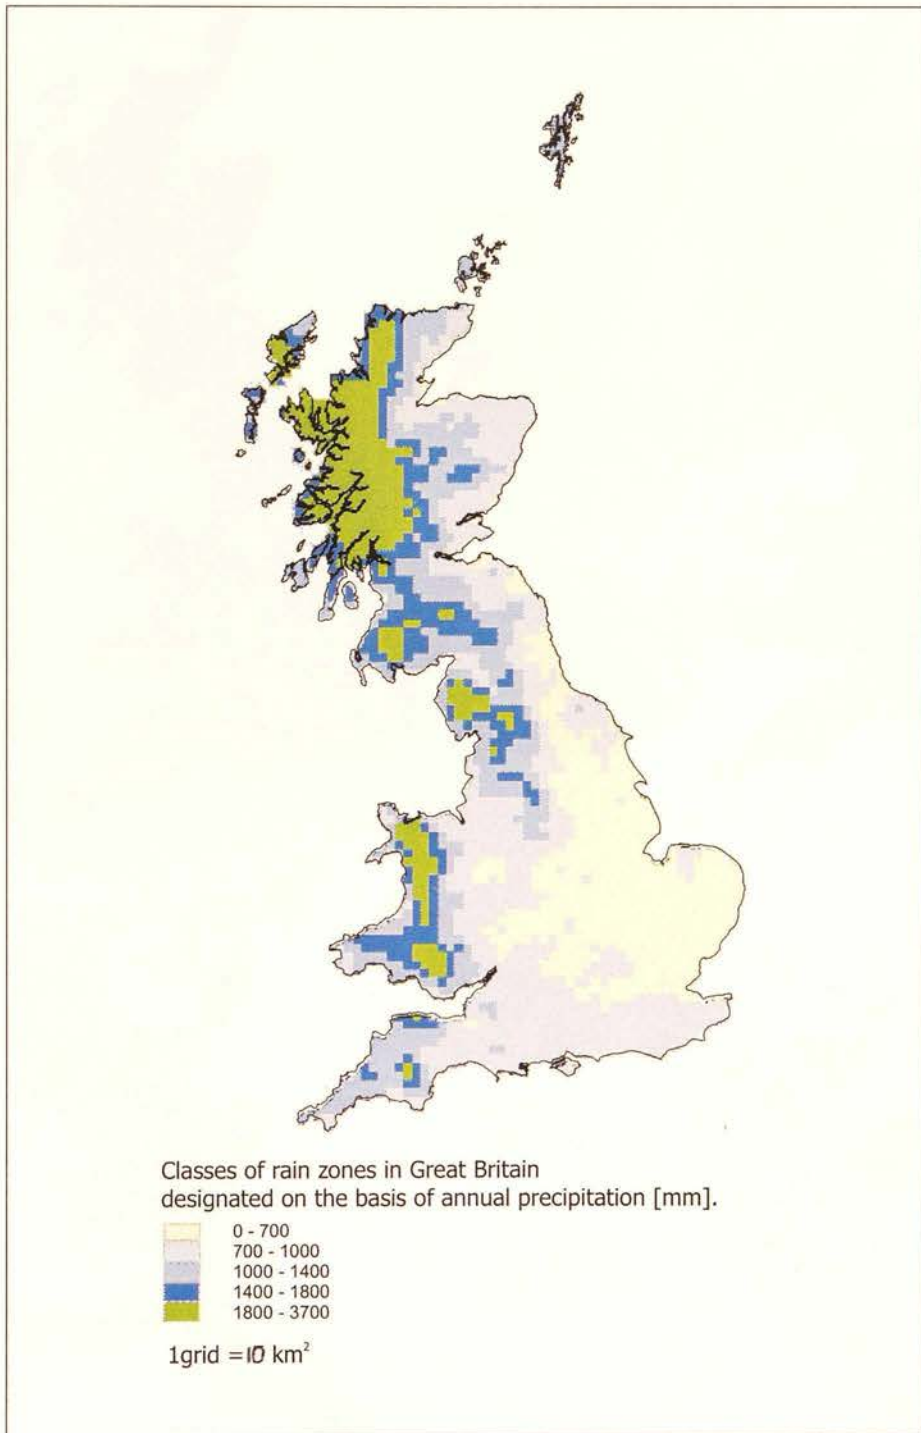 Classes of rain zones in Great Britain
designated on the basis of annual precipitation [mm].
0 - 700
700 - 1000
1000 - 1400
1400 - 1800
1800 - 3700
1grid =10 km²